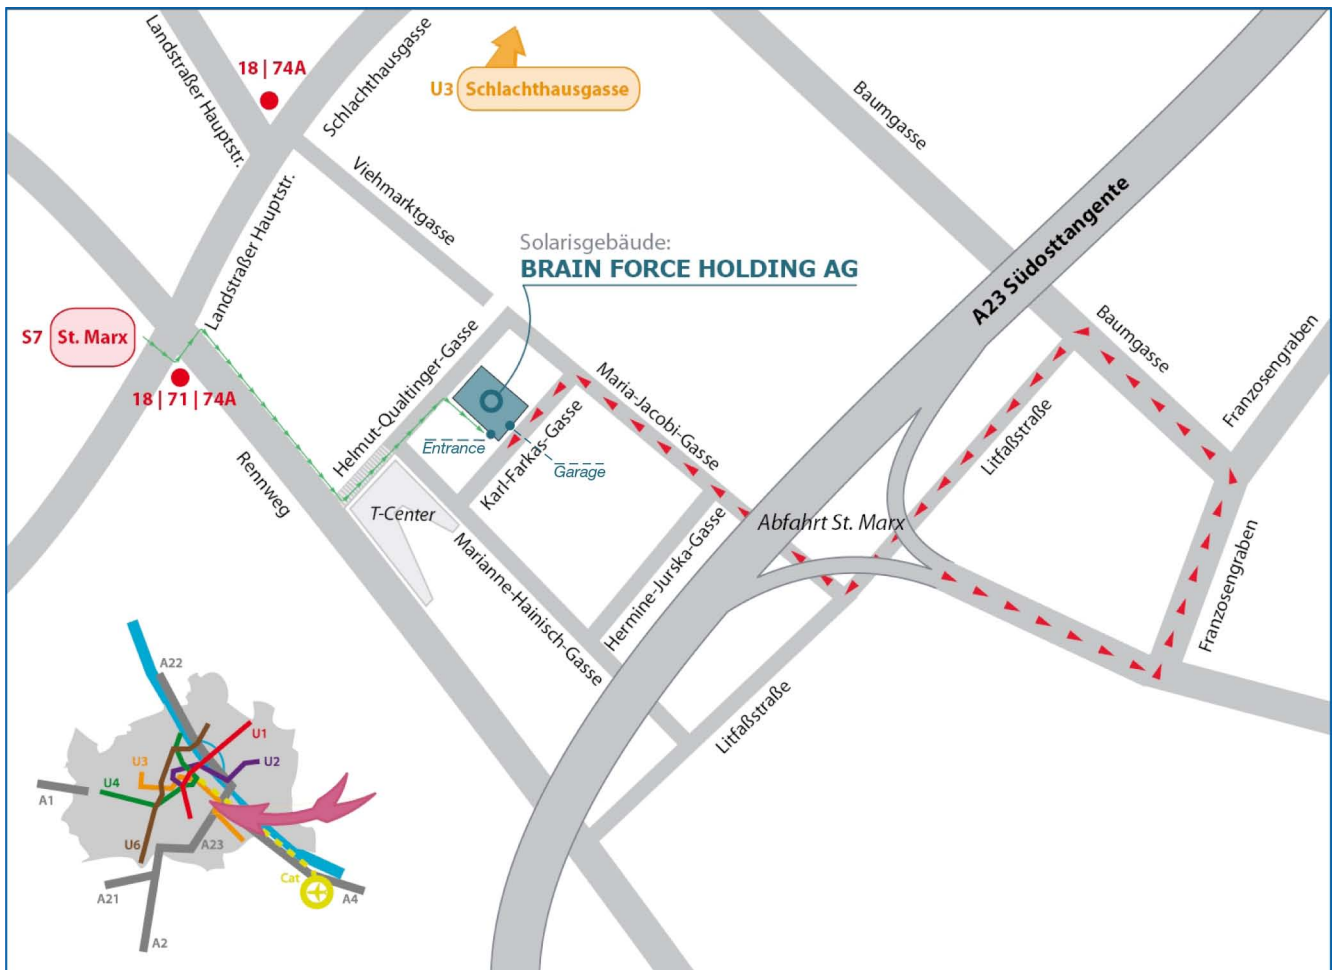 Landstraßer Hauptstr.
18 | 74A
Schlachthausgasse
U3 Schlachthausgasse
Baumgasse
Viehmarktgasse
Landstraßer Hauptstr.
A23 Südosttangente
Solarisgebäude:
BRAIN FORCE HOLDING AG
S7 St. Marx
18 | 71 | 74A
Helmut-Qualtinger-Gasse
Maria-Jacobi-Gasse
Baumgasse
Franzosengraben
Litfaßstraße
Entrance
Karl-Farkas-Gasse
Garage
Rennweg
T-Center
Abfahrt St. Marx
Marianne-Hainisch-Gasse
Hermine-Jurska-Gasse
Franzosengraben
Litfaßstraße
A22
U1
U3
U2
U4
A1
U6
A23
Cat
A21
A4
A2